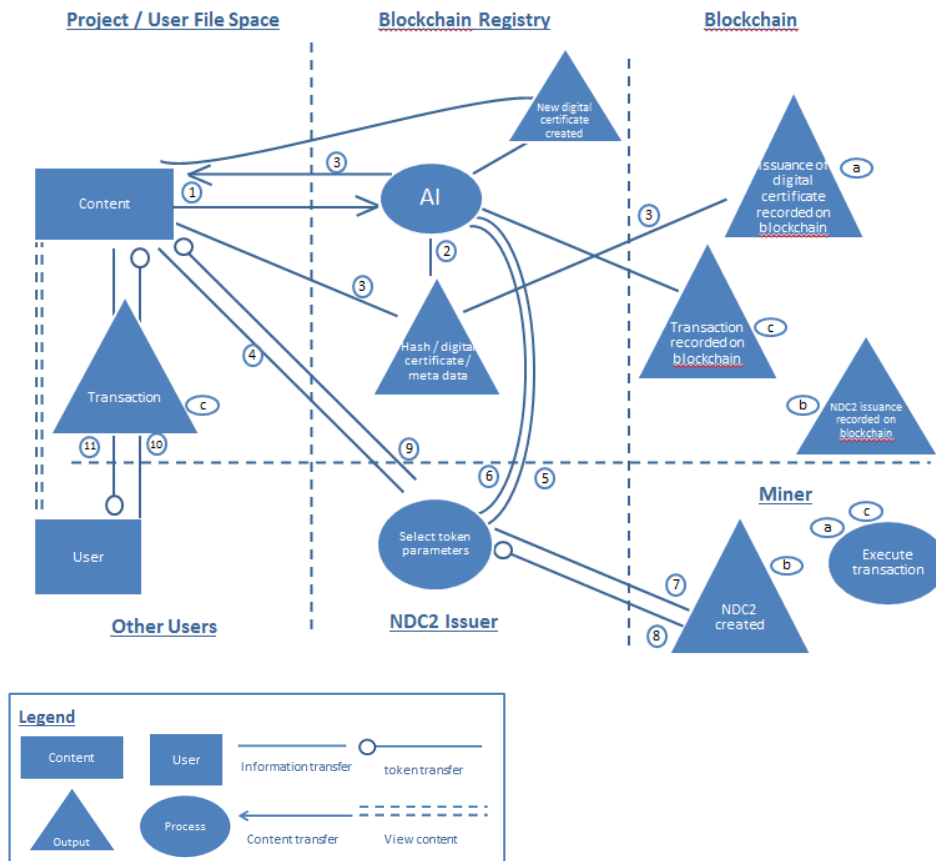 Project / User File Space
Blockchain Registry
Blockchain
New digital
certificate
created
3
AI
1
Content
Issuance of
digital
certificate
recorded on
blockchain
a
3
2
3
Transaction
recorded on
blockchain
c
Hash / digital
certificate /
meta data
4
Transaction
c
NDC2 issuance
recorded on
blockchain
b
11
10
9
6
5
Miner
c
a
Select token
parameters
Execute
transaction
User
b
7
NDC2
created
8
Other Users
NDC2 Issuer
Legend
Content
User
Information transfer
token transfer
Output
Process
Content transfer
View content